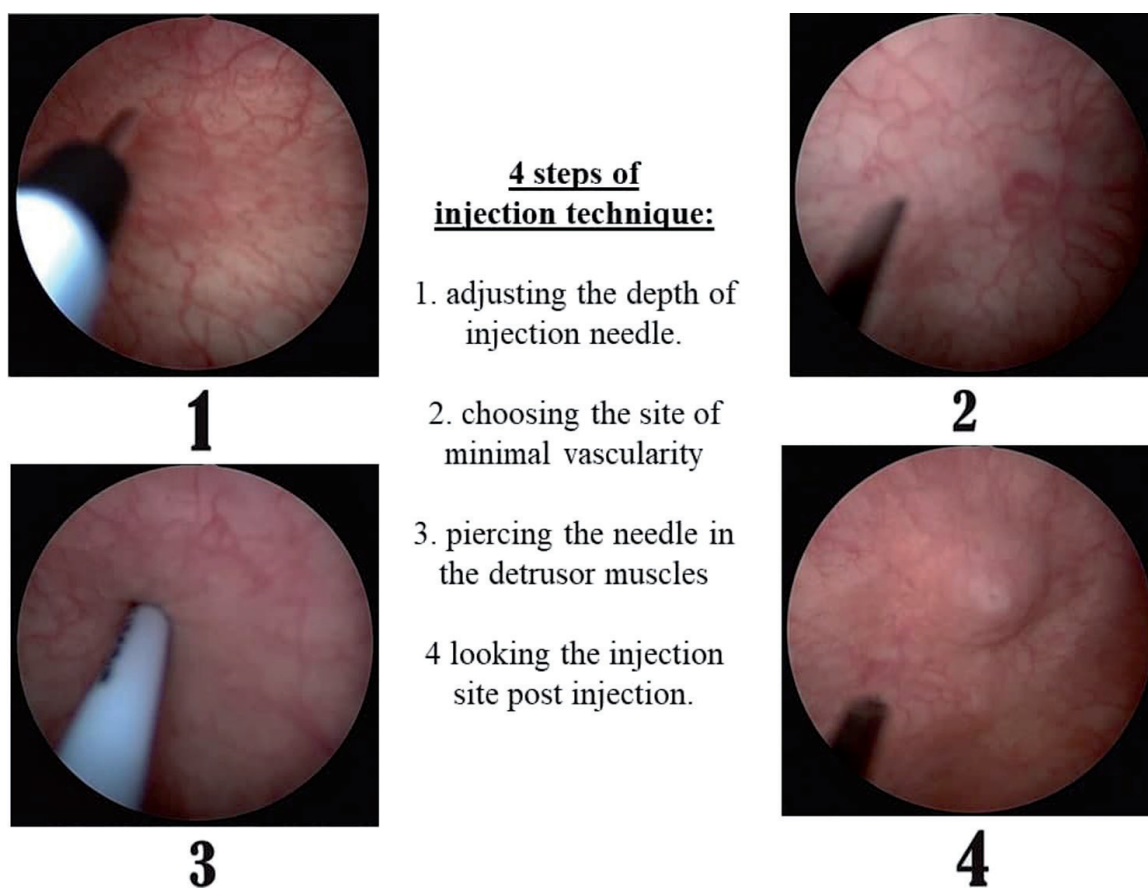 4 steps of
injection technique:
1. adjusting the depth of
injection needle.
2. choosing the site of
minimal vascularity
3. piercing the needle in
the detrusor muscles
4 looking the injection
site post injection.
1
2
3
4